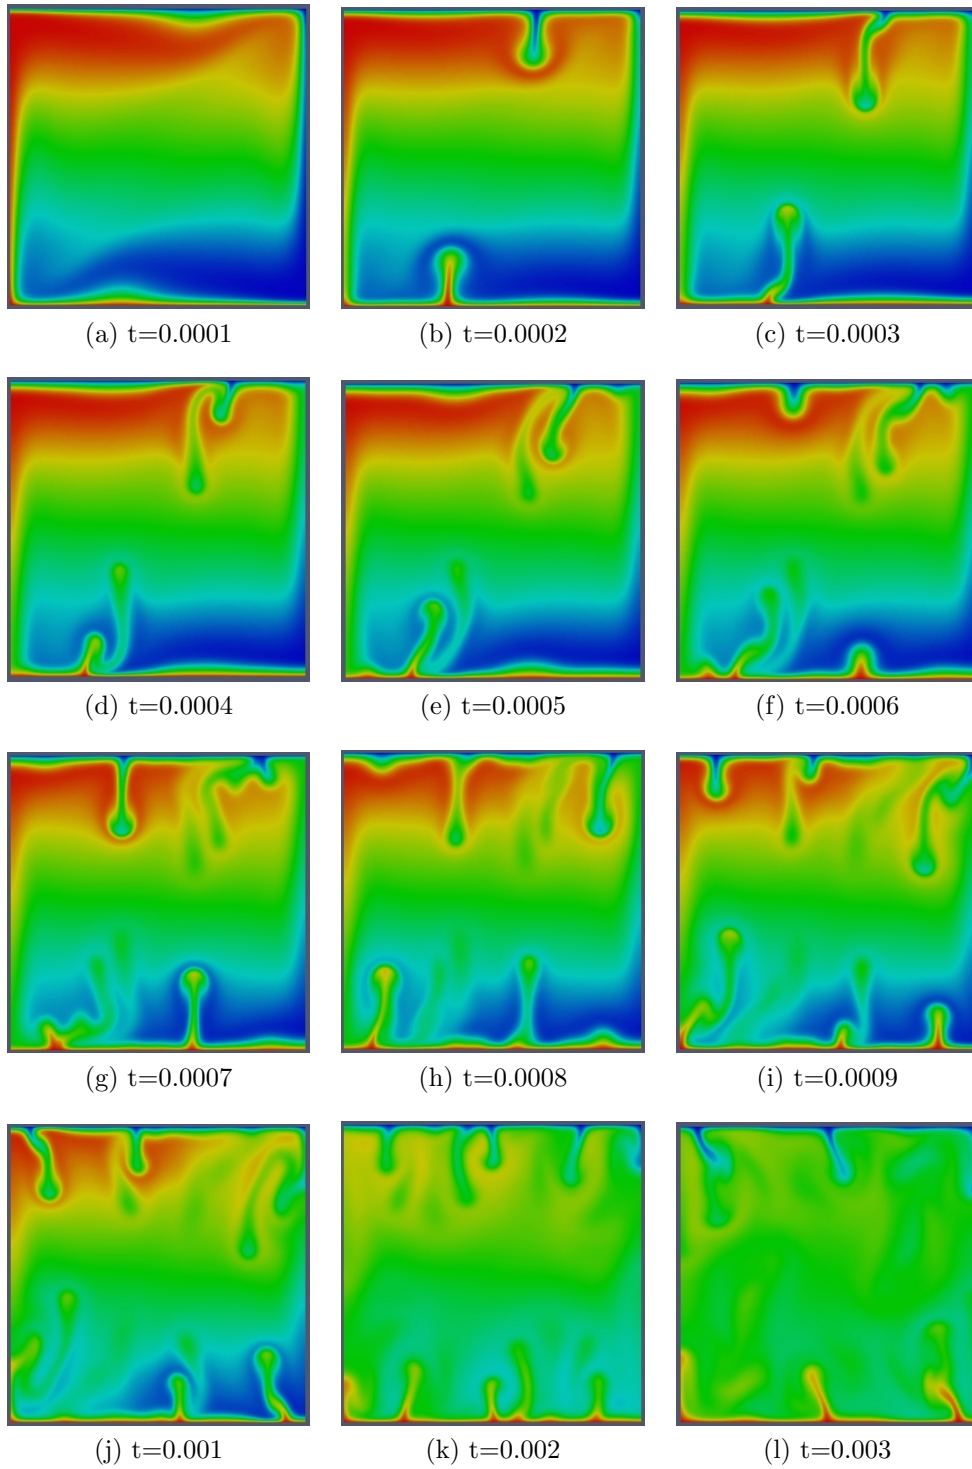 (a) t=0.0001 (b) t=0.0002 (c) t=0.0003
(d) t=0.0004 (e) t=0.0005 (f) t=0.0006
(g) t=0.0007 (h) t=0.0008 (i) t=0.0009
(j) t=0.001 (k) t=0.002 (l) t=0.003